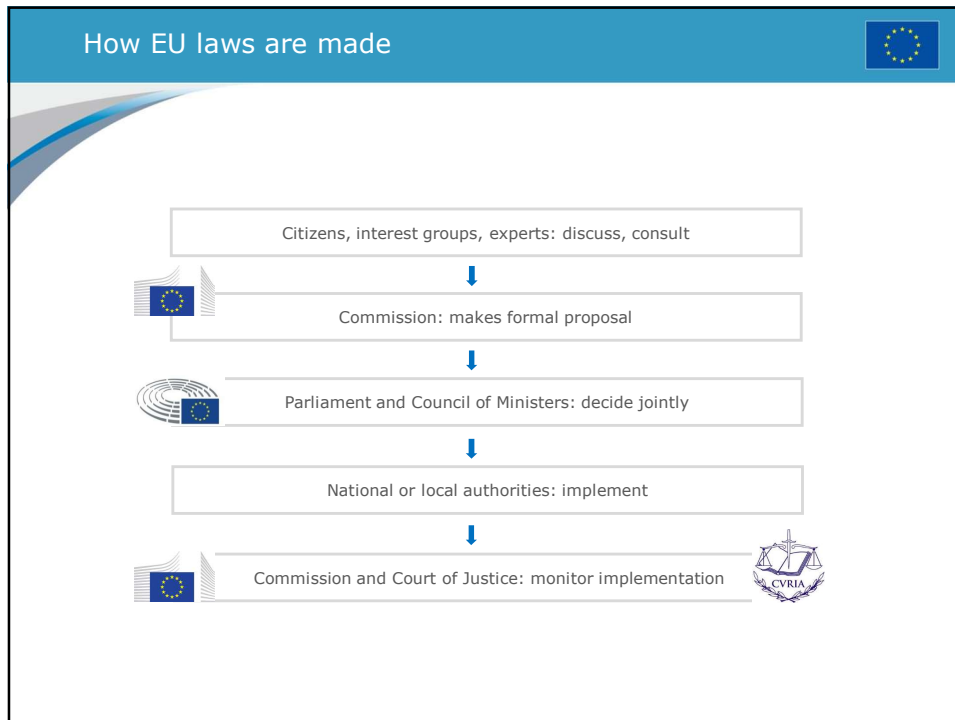 How EU laws are made
Citizens, interest groups, experts: discuss, consult
Commission: makes formal proposal
Parliament and Council of Ministers: decide jointly
National or local authorities: implement
Commission and Court of Justice: monitor implementation
CVRIA